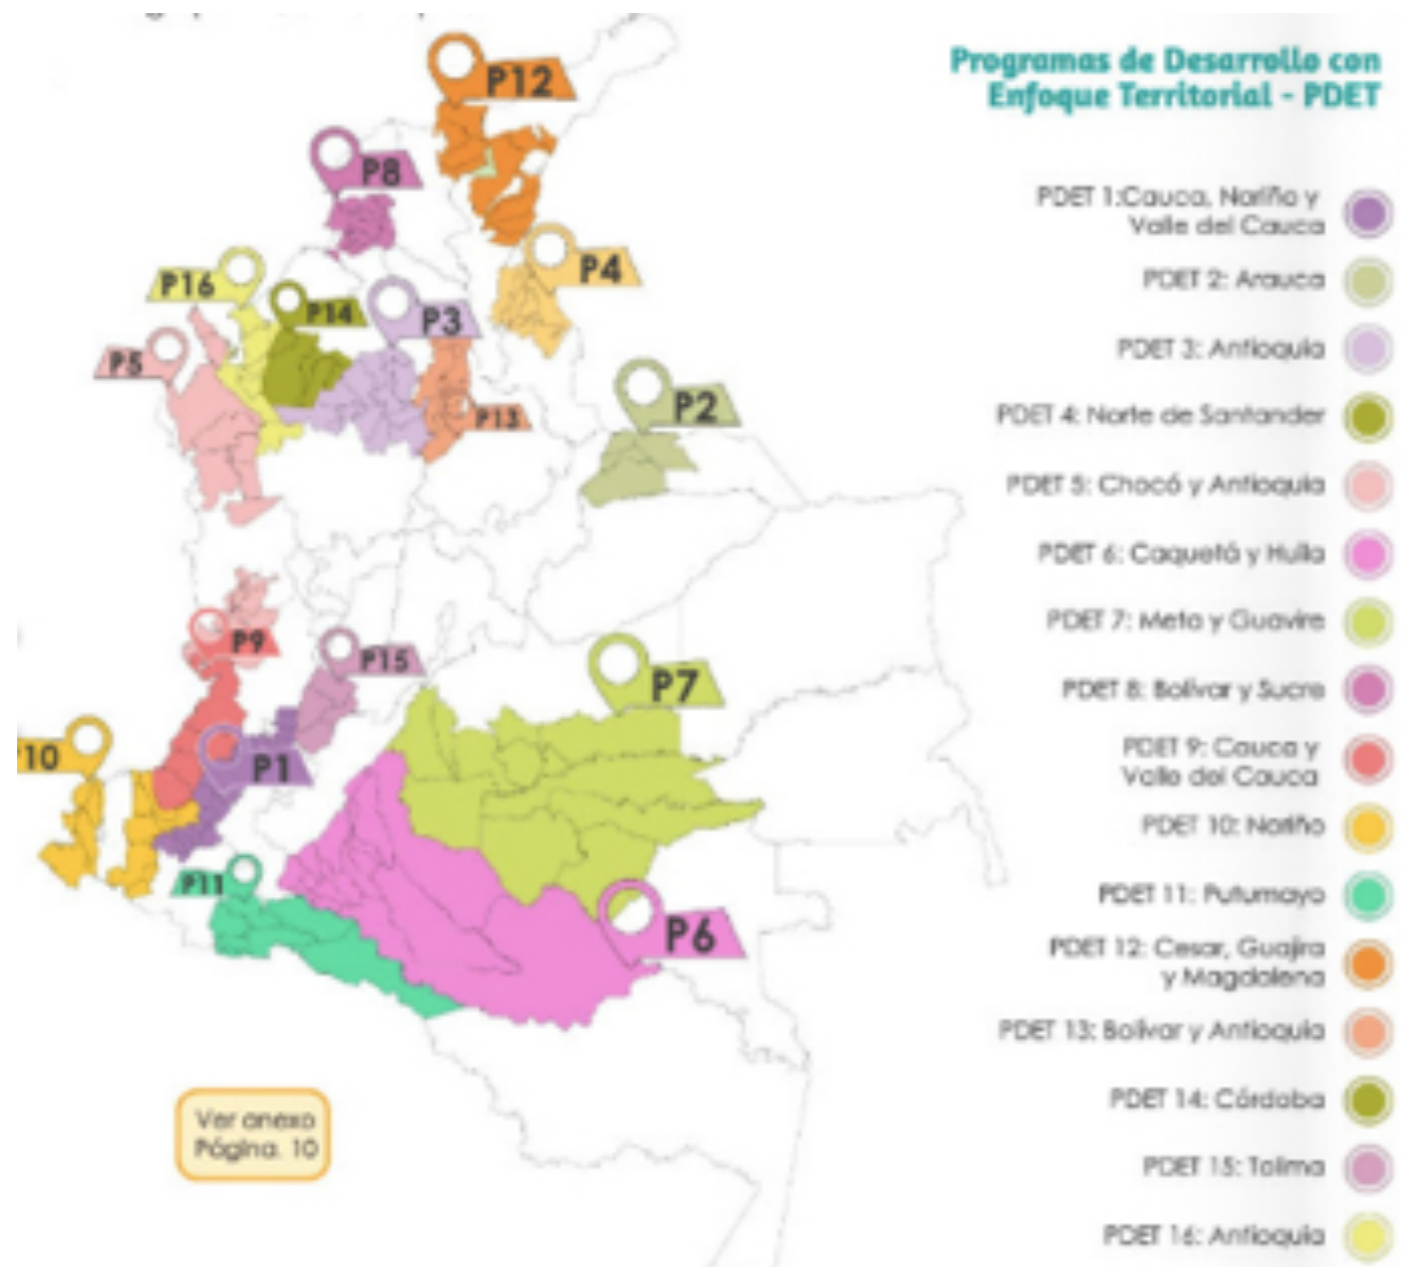 Programas de Desarrollo con
Enfoque Territorial - PDET
P12
P8
P4
P16
P14
P3
P5
P13
P2
P9
P15
P7
10
P1
P11
P6
Ver anexo
Página. 10
PDET 1:Cauca, Nariño y
Valle del Cauca
PDET 2: Arauca
PDET 3: Antioquia
PDET 4: Norte de Santander
PDET 5: Chocó y Antioquia
PDET 6: Caquetá y Huila
PDET 7: Meta y Guavire
PDET 8: Bolívar y Sucre
PDET 9: Cauca y
Valle del Cauca
PDET 10: Nariño
PDET 11: Putumayo
PDET 12: Cesar, Guajira
y Magdalena
PDET 13: Bolívar y Antioquia
PDET 14: Córdoba
PDET 15: Tolima
PDET 16: Antioquia